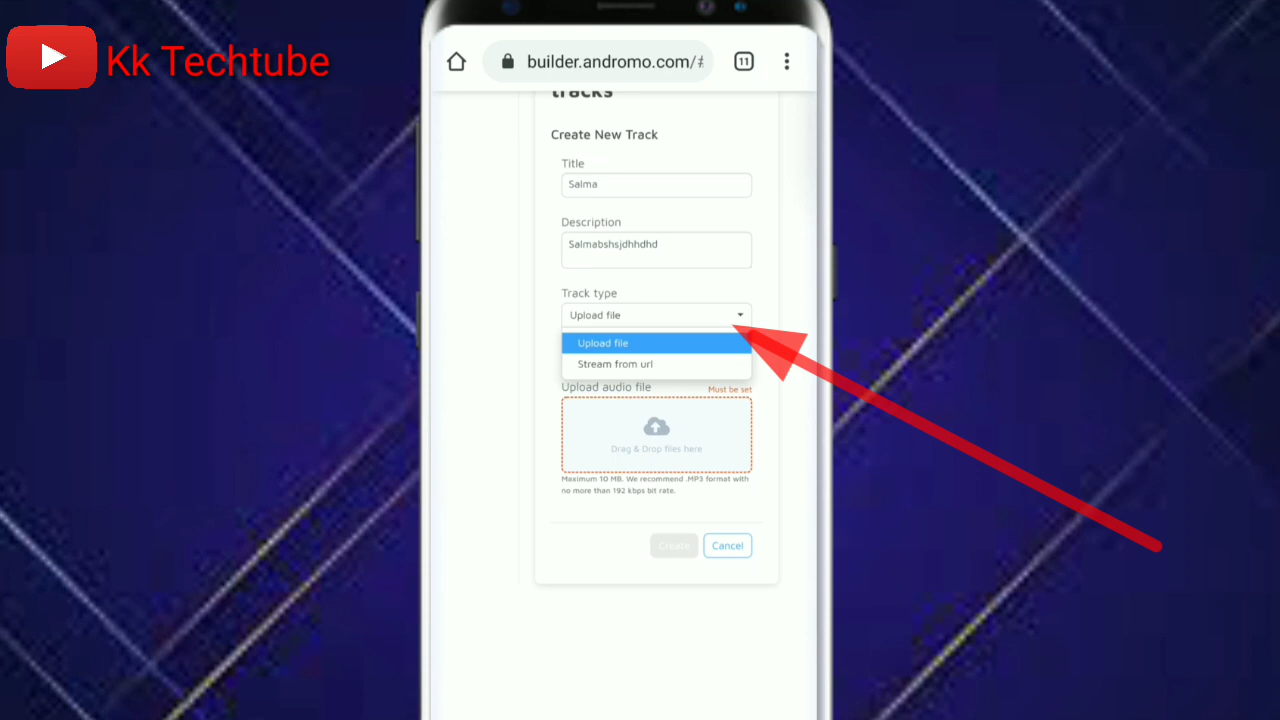 Kk Techtube
builder.andromo.com/#
11
tracks
Create New Track
Title
Salma
Description
Salmabshsjdhhdhd
Track type
Upload file
Upload file
Stream from url
Upload audio file
Must be set
Drag & Drop files here
Maximum 10 MB. We recommend .MP3 format with
no more than 192 kbps bit rate.
Create
Cancel